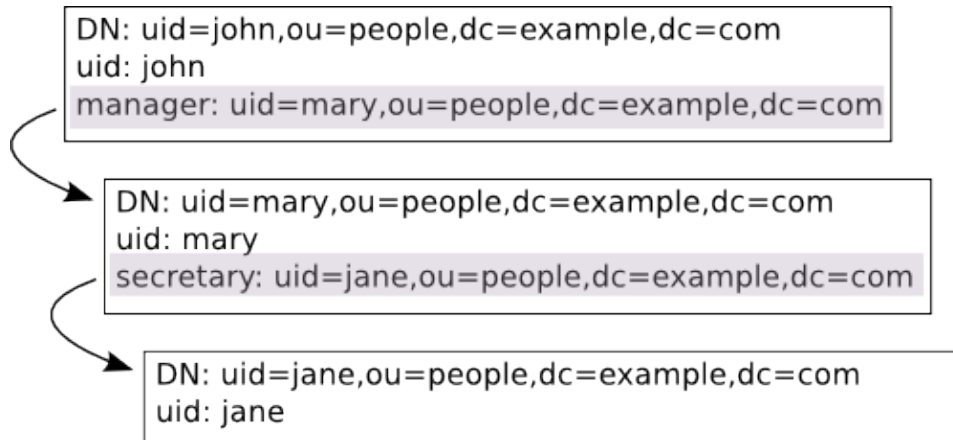 DN: uid=john,ou=people,dc=example,dc=com
uid: john
manager: uid=mary,ou=people,dc=example,dc=com
DN: uid=mary,ou=people,dc=example,dc=com
uid: mary
secretary: uid=jane,ou=people,dc=example,dc=com
DN: uid=jane,ou=people,dc=example,dc=com
uid: jane